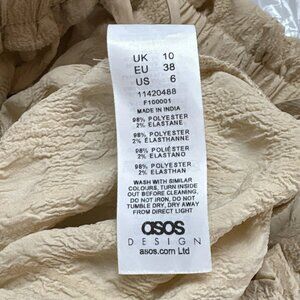 UK 10
EU 38
US 6
11420488
F100001
MADE IN INDIA
98% POLYESTER
2% ELASTANE
98% POLYESTER
2% ELASTHANNE
98% POLIÉSTER
2% ELASTANO
98% POLYESTER
2% ELASTHAN
WASH WITH SIMILAR
COLOURS, TURN INSIDE
OUT BEFORE CLEANING,
DO NOT IRON, DO NOT
TUMBLE DRY, DRY AWAY
FROM DIRECT LIGHT
asos
DESIGN
asos.com Ltd